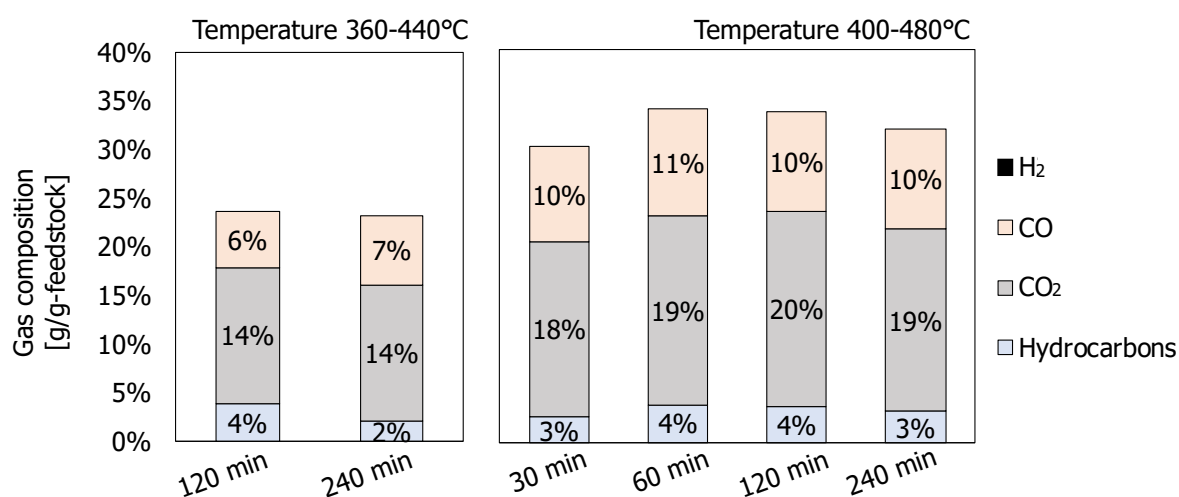 Temperature 360-440°C
Temperature 400-480°C
Gas composition
[g/g-feedstock]
40%
35%
30%
25%
20%
15%
10%
5%
0%
6%
14%
4%
7%
14%
2%
10%
18%
3%
11%
19%
4%
10%
20%
4%
10%
19%
3%
120 min
240 min
30 min
60 min
120 min
240 min
H₂
CO
CO₂
Hydrocarbons